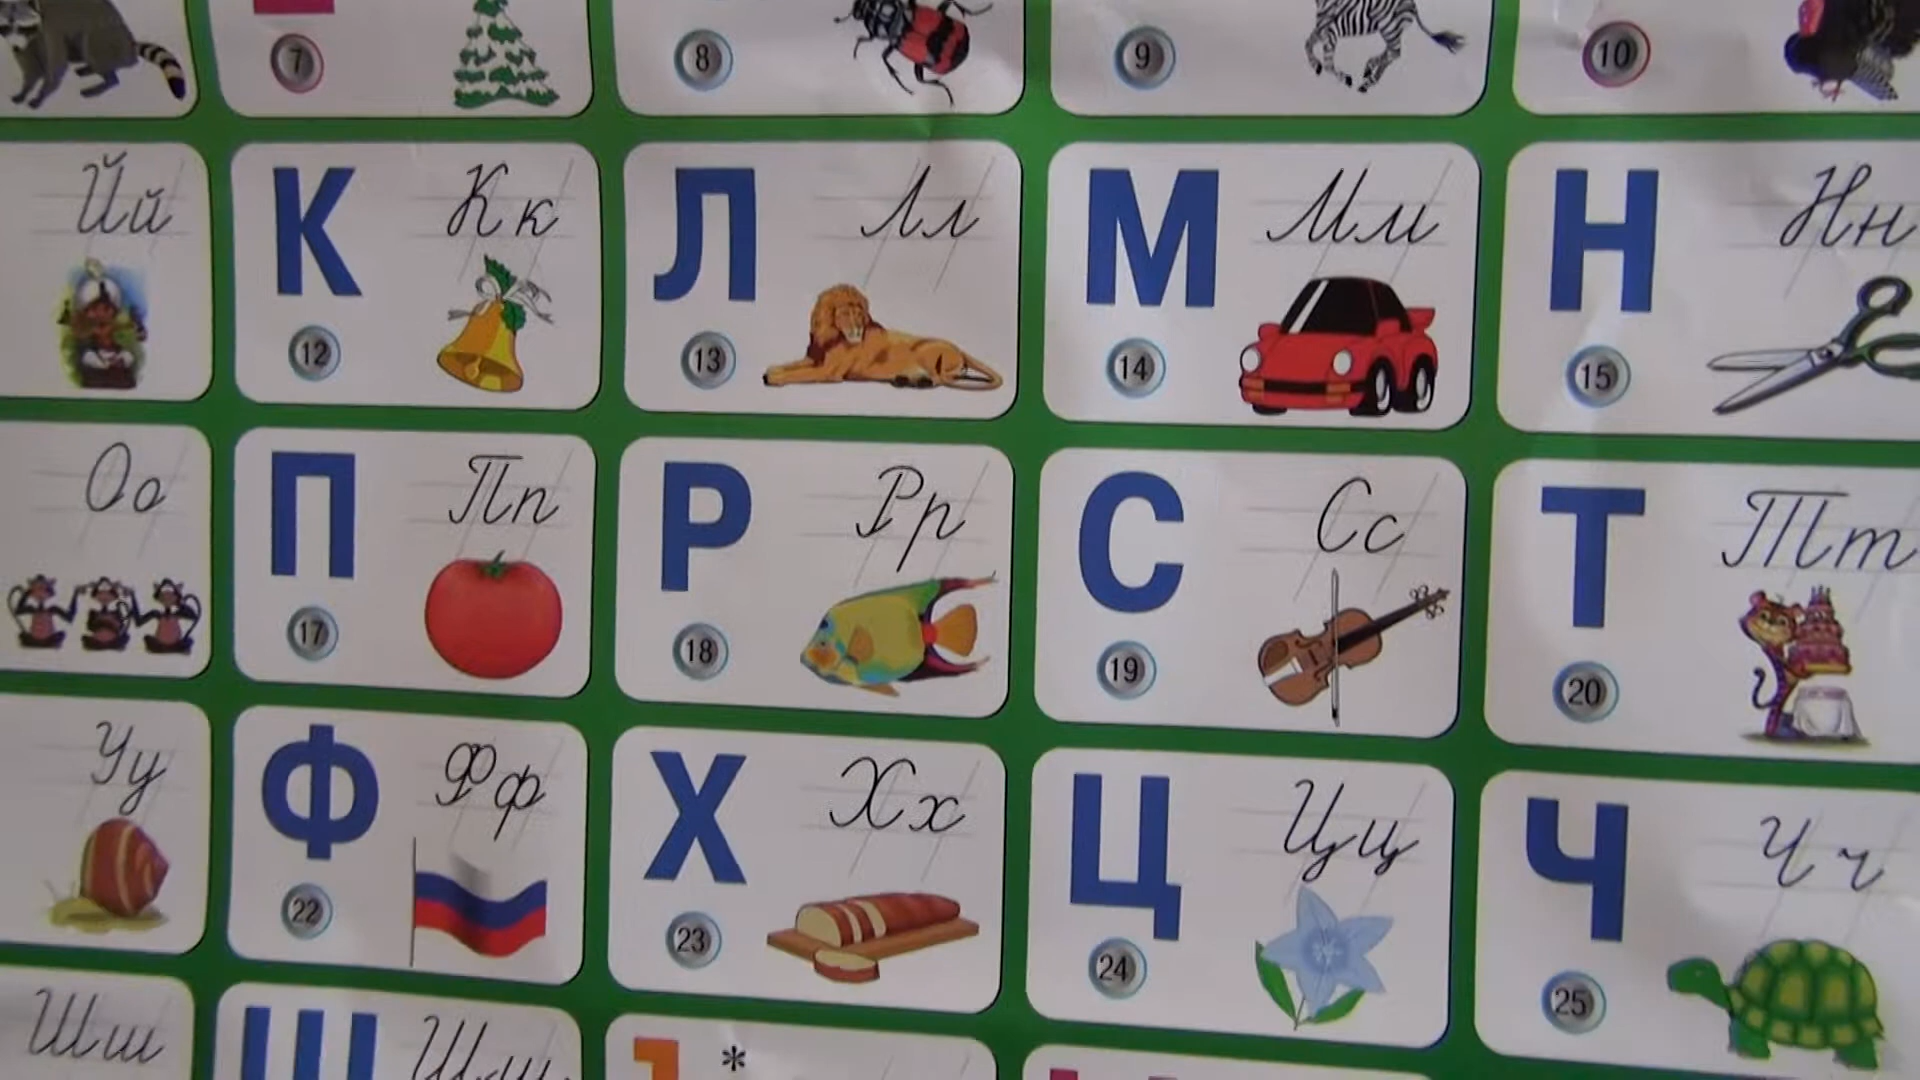 7 8 9 10
Йй К Кк Л Лл М Мм Н Нн
12 13 14 15
Оо П Пп Р Рр С Сс Т Тт
17 18 19 20
Уу Ф Фф Х Хх Ц Цц Ч Чч
22 23 24 25
Шш Щ Щщ *